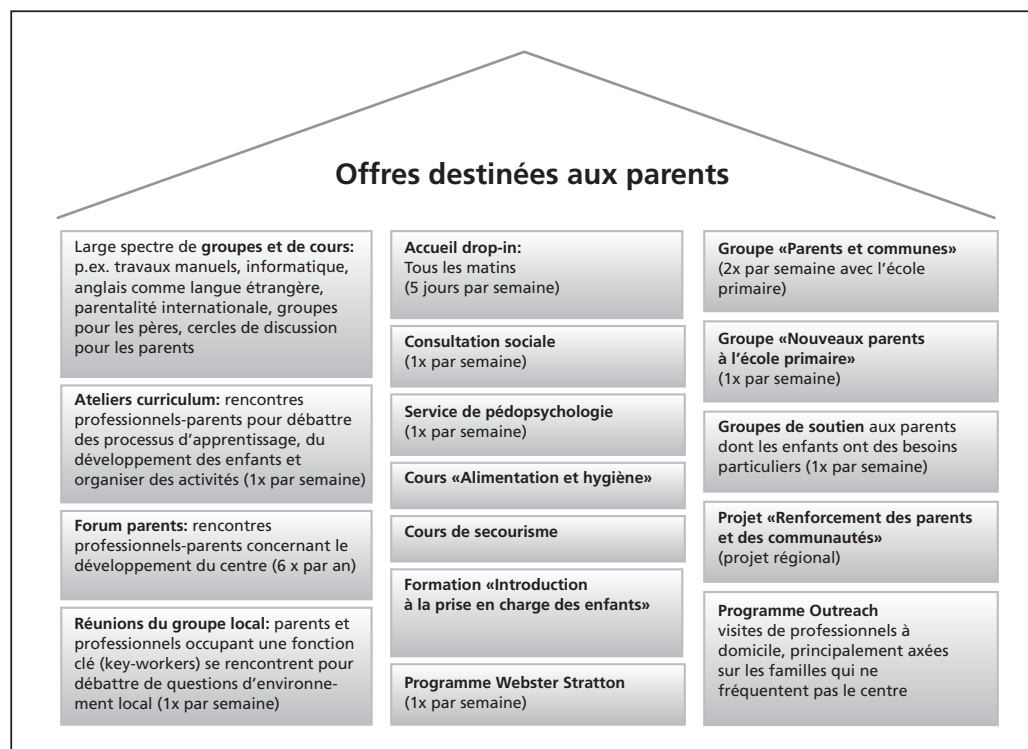 Offres destinées aux parents
Large spectre de groupes et de cours:
p.ex. travaux manuels, informatique,
anglais comme langue étrangère,
parentalité internationale, groupes
pour les pères, cercles de discussion
pour les parents
Ateliers curriculum: rencontres
professionnels-parents pour débattre
des processus d’apprentissage, du
développement des enfants et
organiser des activités (1x par semaine)
Forum parents: rencontres
professionnels-parents concernant le
développement du centre (6 x par an)
Réunions du groupe local: parents et
professionnels occupant une fonction
clé (key-workers) se rencontrent pour
débattre de questions d’environne-
ment local (1x par semaine)
Accueil drop-in:
Tous les matins
(5 jours par semaine)
Consultation sociale
(1x par semaine)
Service de pédopsychologie
(1x par semaine)
Cours «Alimentation et hygiène»
Cours de secourisme
Formation «Introduction
à la prise en charge des enfants»
Programme Webster Stratton
(1x par semaine)
Groupe «Parents et communes»
(2x par semaine avec l’école
primaire)
Groupe «Nouveaux parents
à l’école primaire»
(1x par semaine)
Groupes de soutien aux parents
dont les enfants ont des besoins
particuliers (1x par semaine)
Projet «Renforcement des parents
et des communautés»
(projet régional)
Programme Outreach
visites de professionnels à
domicile, principalement axées
sur les familles qui ne
fréquentent pas le centre